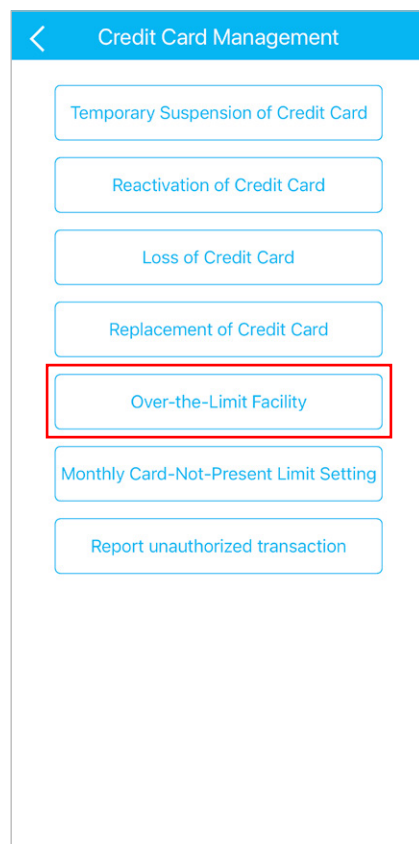 Credit Card Management
Temporary Suspension of Credit Card
Reactivation of Credit Card
Loss of Credit Card
Replacement of Credit Card
Over-the-Limit Facility
Monthly Card-Not-Present Limit Setting
Report unauthorized transaction